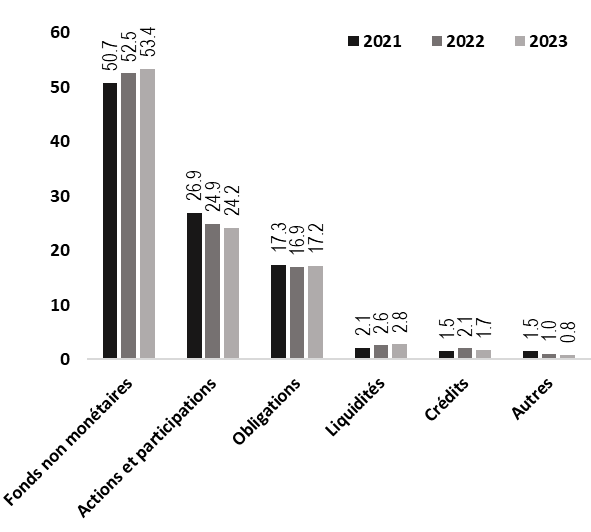 2021 2022 2023
60
50
40
30
20
10
0
50.7 52.5 53.4
26.9 24.9 24.2
17.3 16.9 17.2
2.1 2.6 2.8
1.5 2.1 1.7
1.5 1.0 0.8
Fonds non monétaires
Actions et participations
Obligations
Liquidités
Crédits
Autres